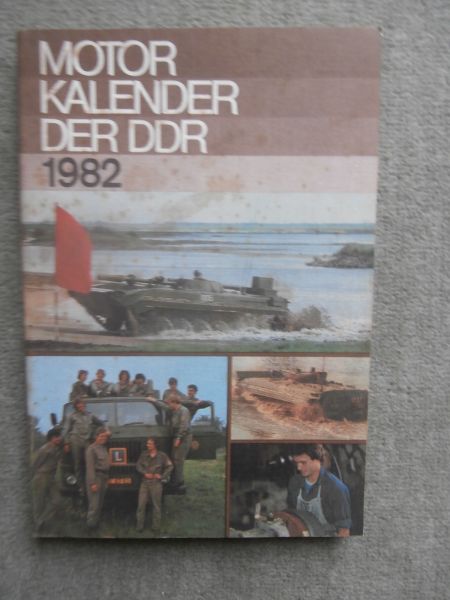 MOTOR
KALENDER
DER DDR
1982
L